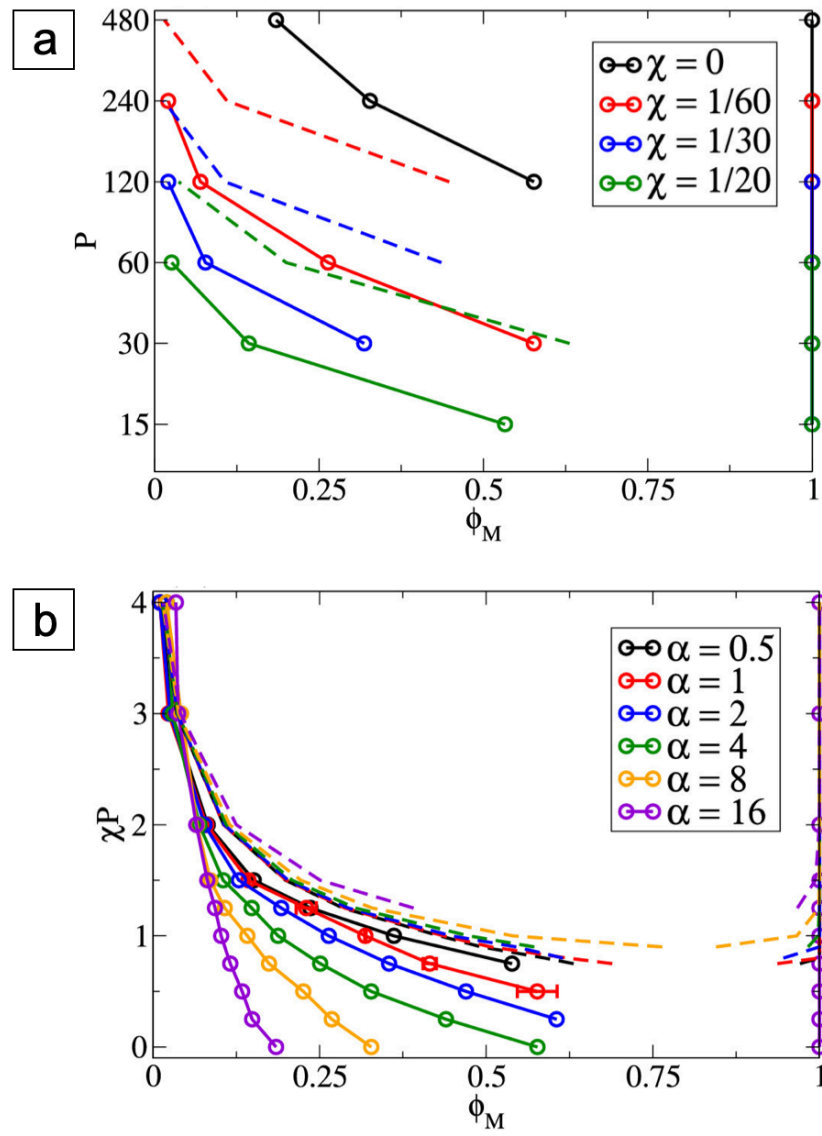 a
480
240
120
60
30
15
P
0
0.25
0.5
0.75
1
ϕM
χ = 0
χ = 1/60
χ = 1/30
χ = 1/20
b
4
3
2
1
0
χP
0
0.25
0.5
0.75
1
ϕM
α = 0.5
α = 1
α = 2
α = 4
α = 8
α = 16